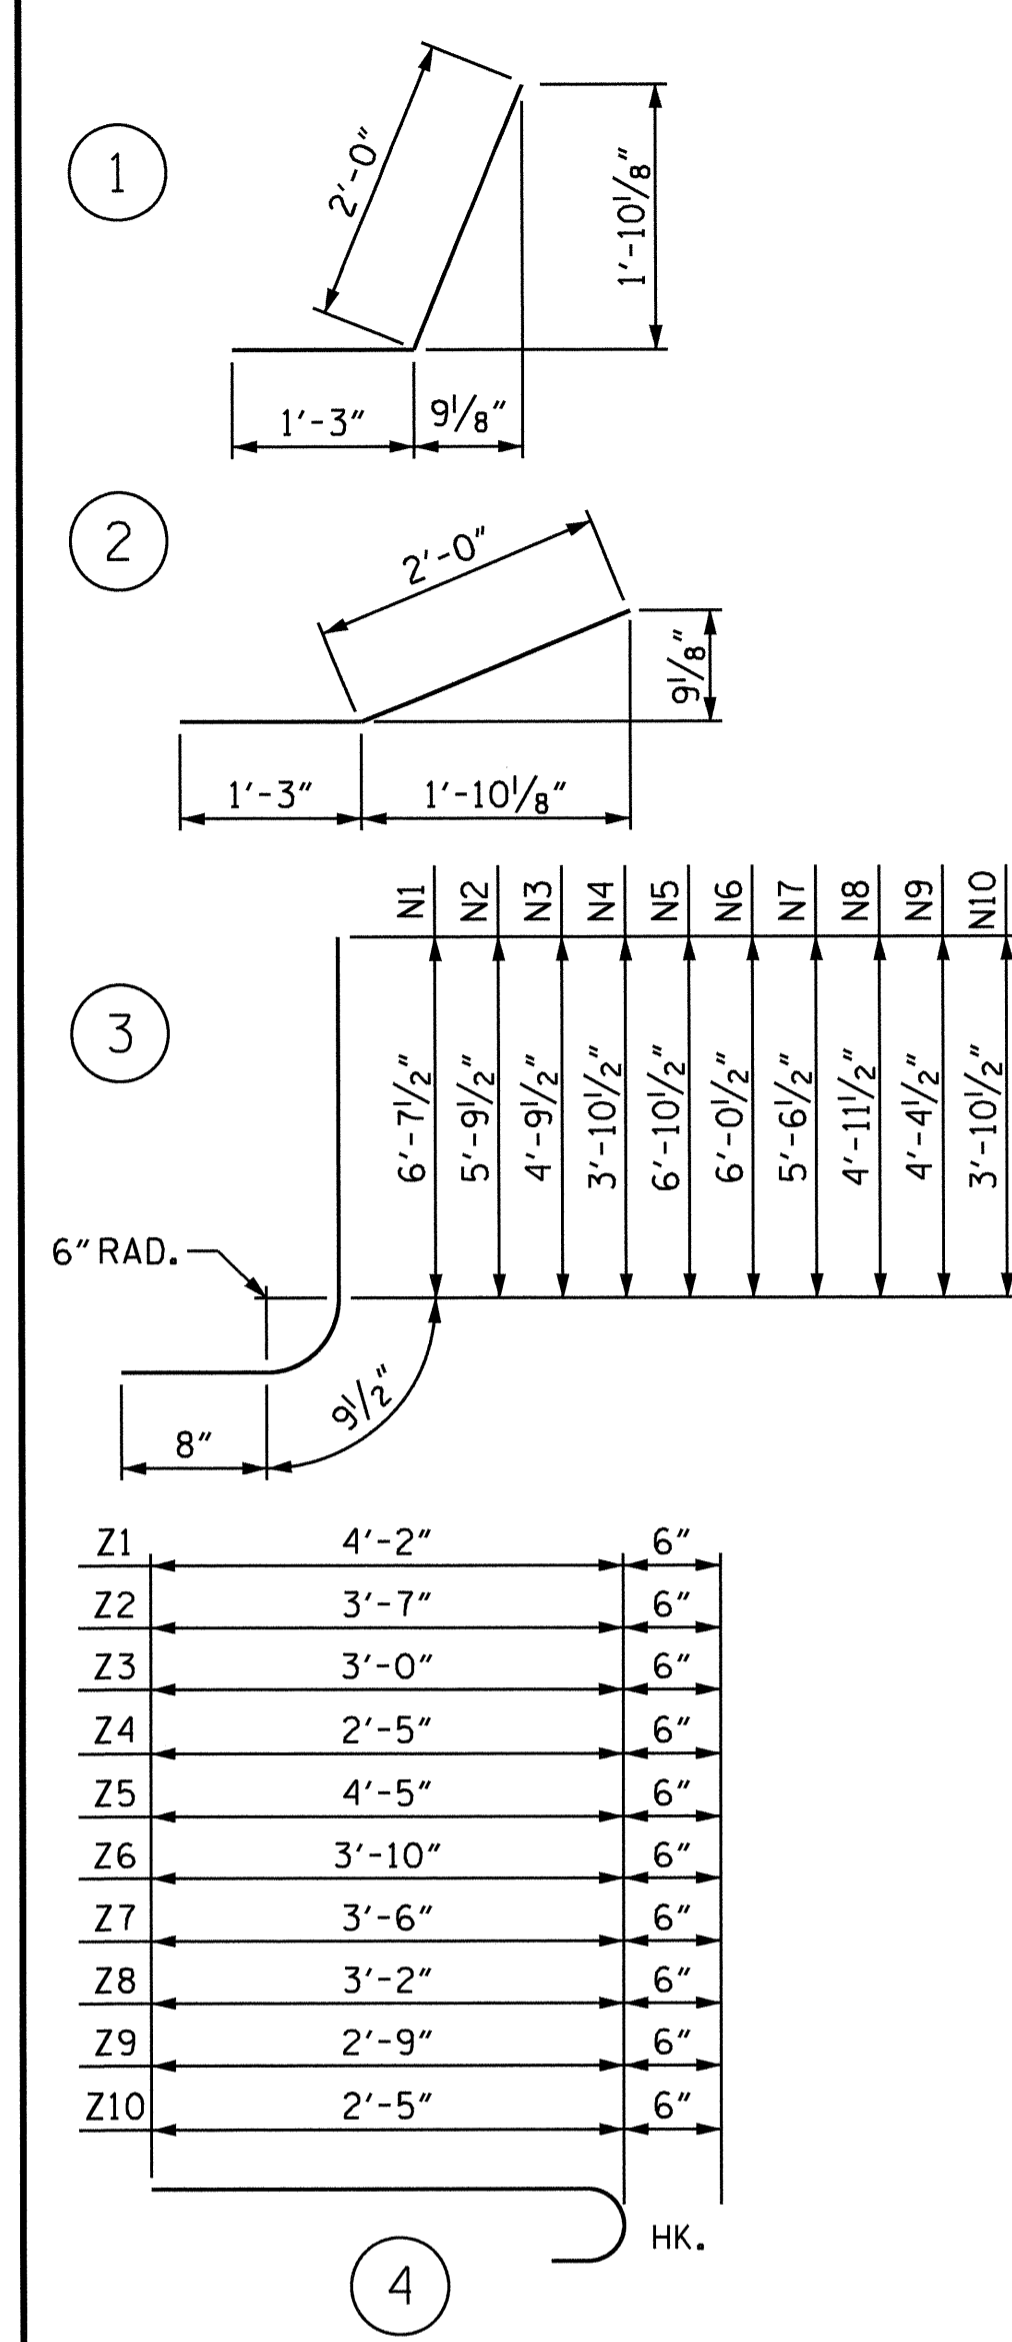 1
2'-0"
1'-10 1/8"
1'-3" 9 1/8"
2
2'-0"
9 1/8"
1'-3" 1'-10 1/8"
N1 N2 N3 N4 N5 N6 N7 N8 N9 N10
3
6'-7 1/2" 5'-9 1/2" 4'-9 1/2" 3'-10 1/2" 6'-10 1/2" 6'-0 1/2" 5'-6 1/2" 4'-11 1/2" 4'-4 1/2" 3'-10 1/2"
6" RAD.
9 1/2"
8"
Z1 4'-2" 6"
Z2 3'-7" 6"
Z3 3'-0" 6"
Z4 2'-5" 6"
Z5 4'-5" 6"
Z6 3'-10" 6"
Z7 3'-6" 6"
Z8 3'-2" 6"
Z9 2'-9" 6"
Z10 2'-5" 6"
HK.
4